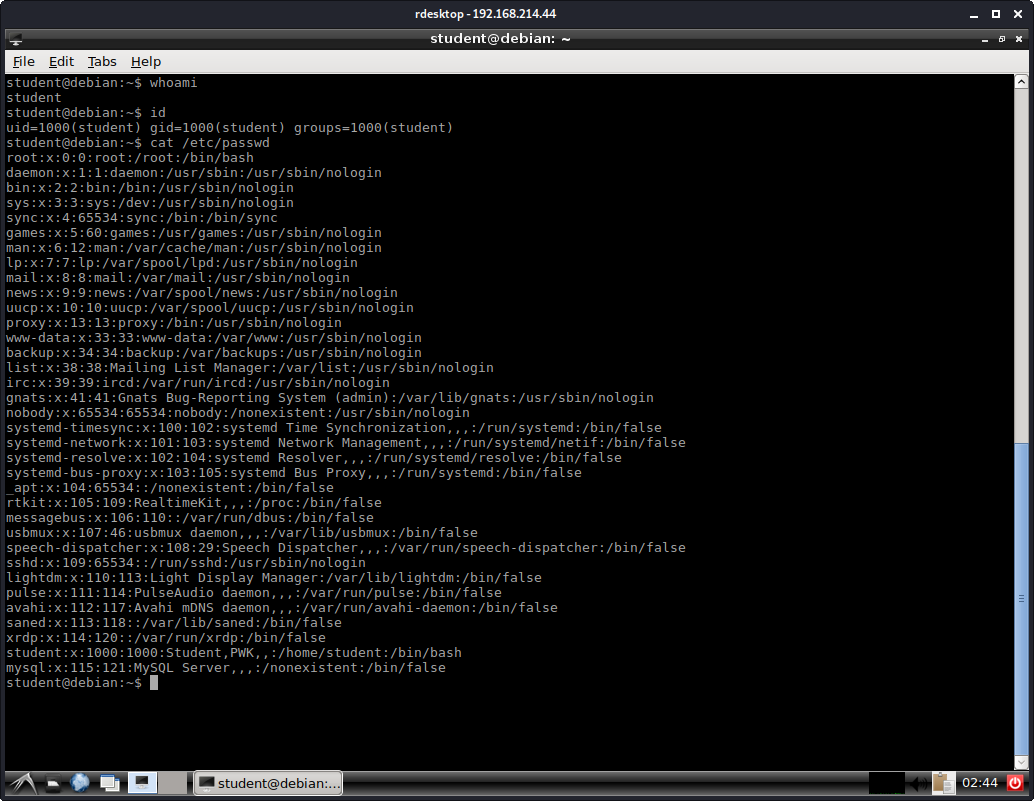 rdesktop - 192.168.214.44
student@debian: ~
File Edit Tabs Help
student@debian:~$ whoami
student
student@debian:~$ id
uid=1000(student) gid=1000(student) groups=1000(student)
student@debian:~$ cat /etc/passwd
root:x:0:0:root:/root:/bin/bash
daemon:x:1:1:daemon:/usr/sbin:/usr/sbin/nologin
bin:x:2:2:bin:/bin:/usr/sbin/nologin
sys:x:3:3:sys:/dev:/usr/sbin/nologin
sync:x:4:65534:sync:/bin:/bin/sync
games:x:5:60:games:/usr/games:/usr/sbin/nologin
man:x:6:12:man:/var/cache/man:/usr/sbin/nologin
lp:x:7:7:lp:/var/spool/lpd:/usr/sbin/nologin
mail:x:8:8:mail:/var/mail:/usr/sbin/nologin
news:x:9:9:news:/var/spool/news:/usr/sbin/nologin
uucp:x:10:10:uucp:/var/spool/uucp:/usr/sbin/nologin
proxy:x:13:13:proxy:/bin:/usr/sbin/nologin
www-data:x:33:33:www-data:/var/www:/usr/sbin/nologin
backup:x:34:34:backup:/var/backups:/usr/sbin/nologin
list:x:38:38:Mailing List Manager:/var/list:/usr/sbin/nologin
irc:x:39:39:ircd:/var/run/ircd:/usr/sbin/nologin
gnats:x:41:41:Gnats Bug-Reporting System (admin):/var/lib/gnats:/usr/sbin/nologin
nobody:x:65534:65534:nobody:/nonexistent:/usr/sbin/nologin
systemd-timesync:x:100:102:systemd Time Synchronization,,,:/run/systemd:/bin/false
systemd-network:x:101:103:systemd Network Management,,,:/run/systemd/netif:/bin/false
systemd-resolve:x:102:104:systemd Resolver,,,:/run/systemd/resolve:/bin/false
systemd-bus-proxy:x:103:105:systemd Bus Proxy,,,:/run/systemd:/bin/false
_apt:x:104:65534::/nonexistent:/bin/false
rtkit:x:105:109:RealtimeKit,,,:/proc:/bin/false
messagebus:x:106:110::/var/run/dbus:/bin/false
usbmux:x:107:46:usbmux daemon,,,:/var/lib/usbmux:/bin/false
speech-dispatcher:x:108:29:Speech Dispatcher,,,:/var/run/speech-dispatcher:/bin/false
sshd:x:109:65534::/run/sshd:/usr/sbin/nologin
lightdm:x:110:113:Light Display Manager:/var/lib/lightdm:/bin/false
pulse:x:111:114:PulseAudio daemon,,,:/var/run/pulse:/bin/false
avahi:x:112:117:Avahi mDNS daemon,,,:/var/run/avahi-daemon:/bin/false
saned:x:113:118::/var/lib/saned:/bin/false
xrdp:x:114:120::/var/run/xrdp:/bin/false
student:x:1000:1000:Student,PWK,,:/home/student:/bin/bash
mysql:x:115:121:MySQL Server,,,:/nonexistent:/bin/false
student@debian:~$
student@debian:... 02:44